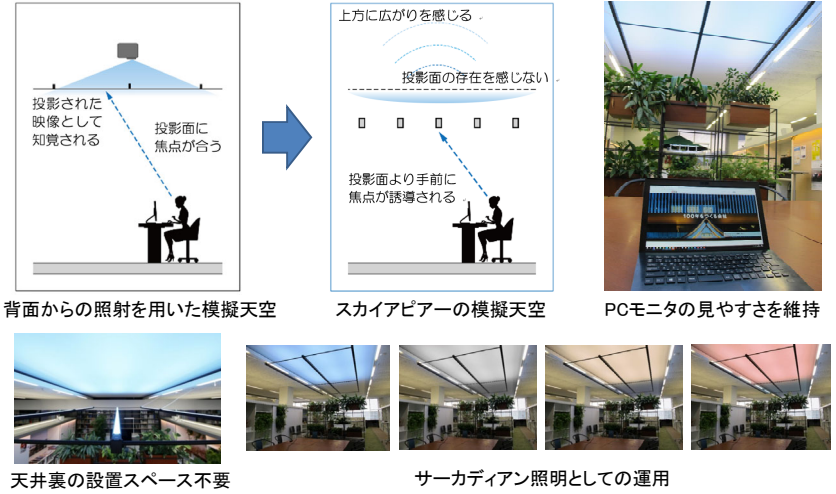 投影された
映像として
知覚される
投影面に
焦点が合う
背面からの照射を用いた模擬天空
上方に広がりを感じる
投影面の存在を感じない
投影面より手前に
焦点が誘導される
スカイアピアーの模擬天空
100年をつくる会社
PCモニタの見やすさを維持
天井裏の設置スペース不要
サーカディアン照明としての運用